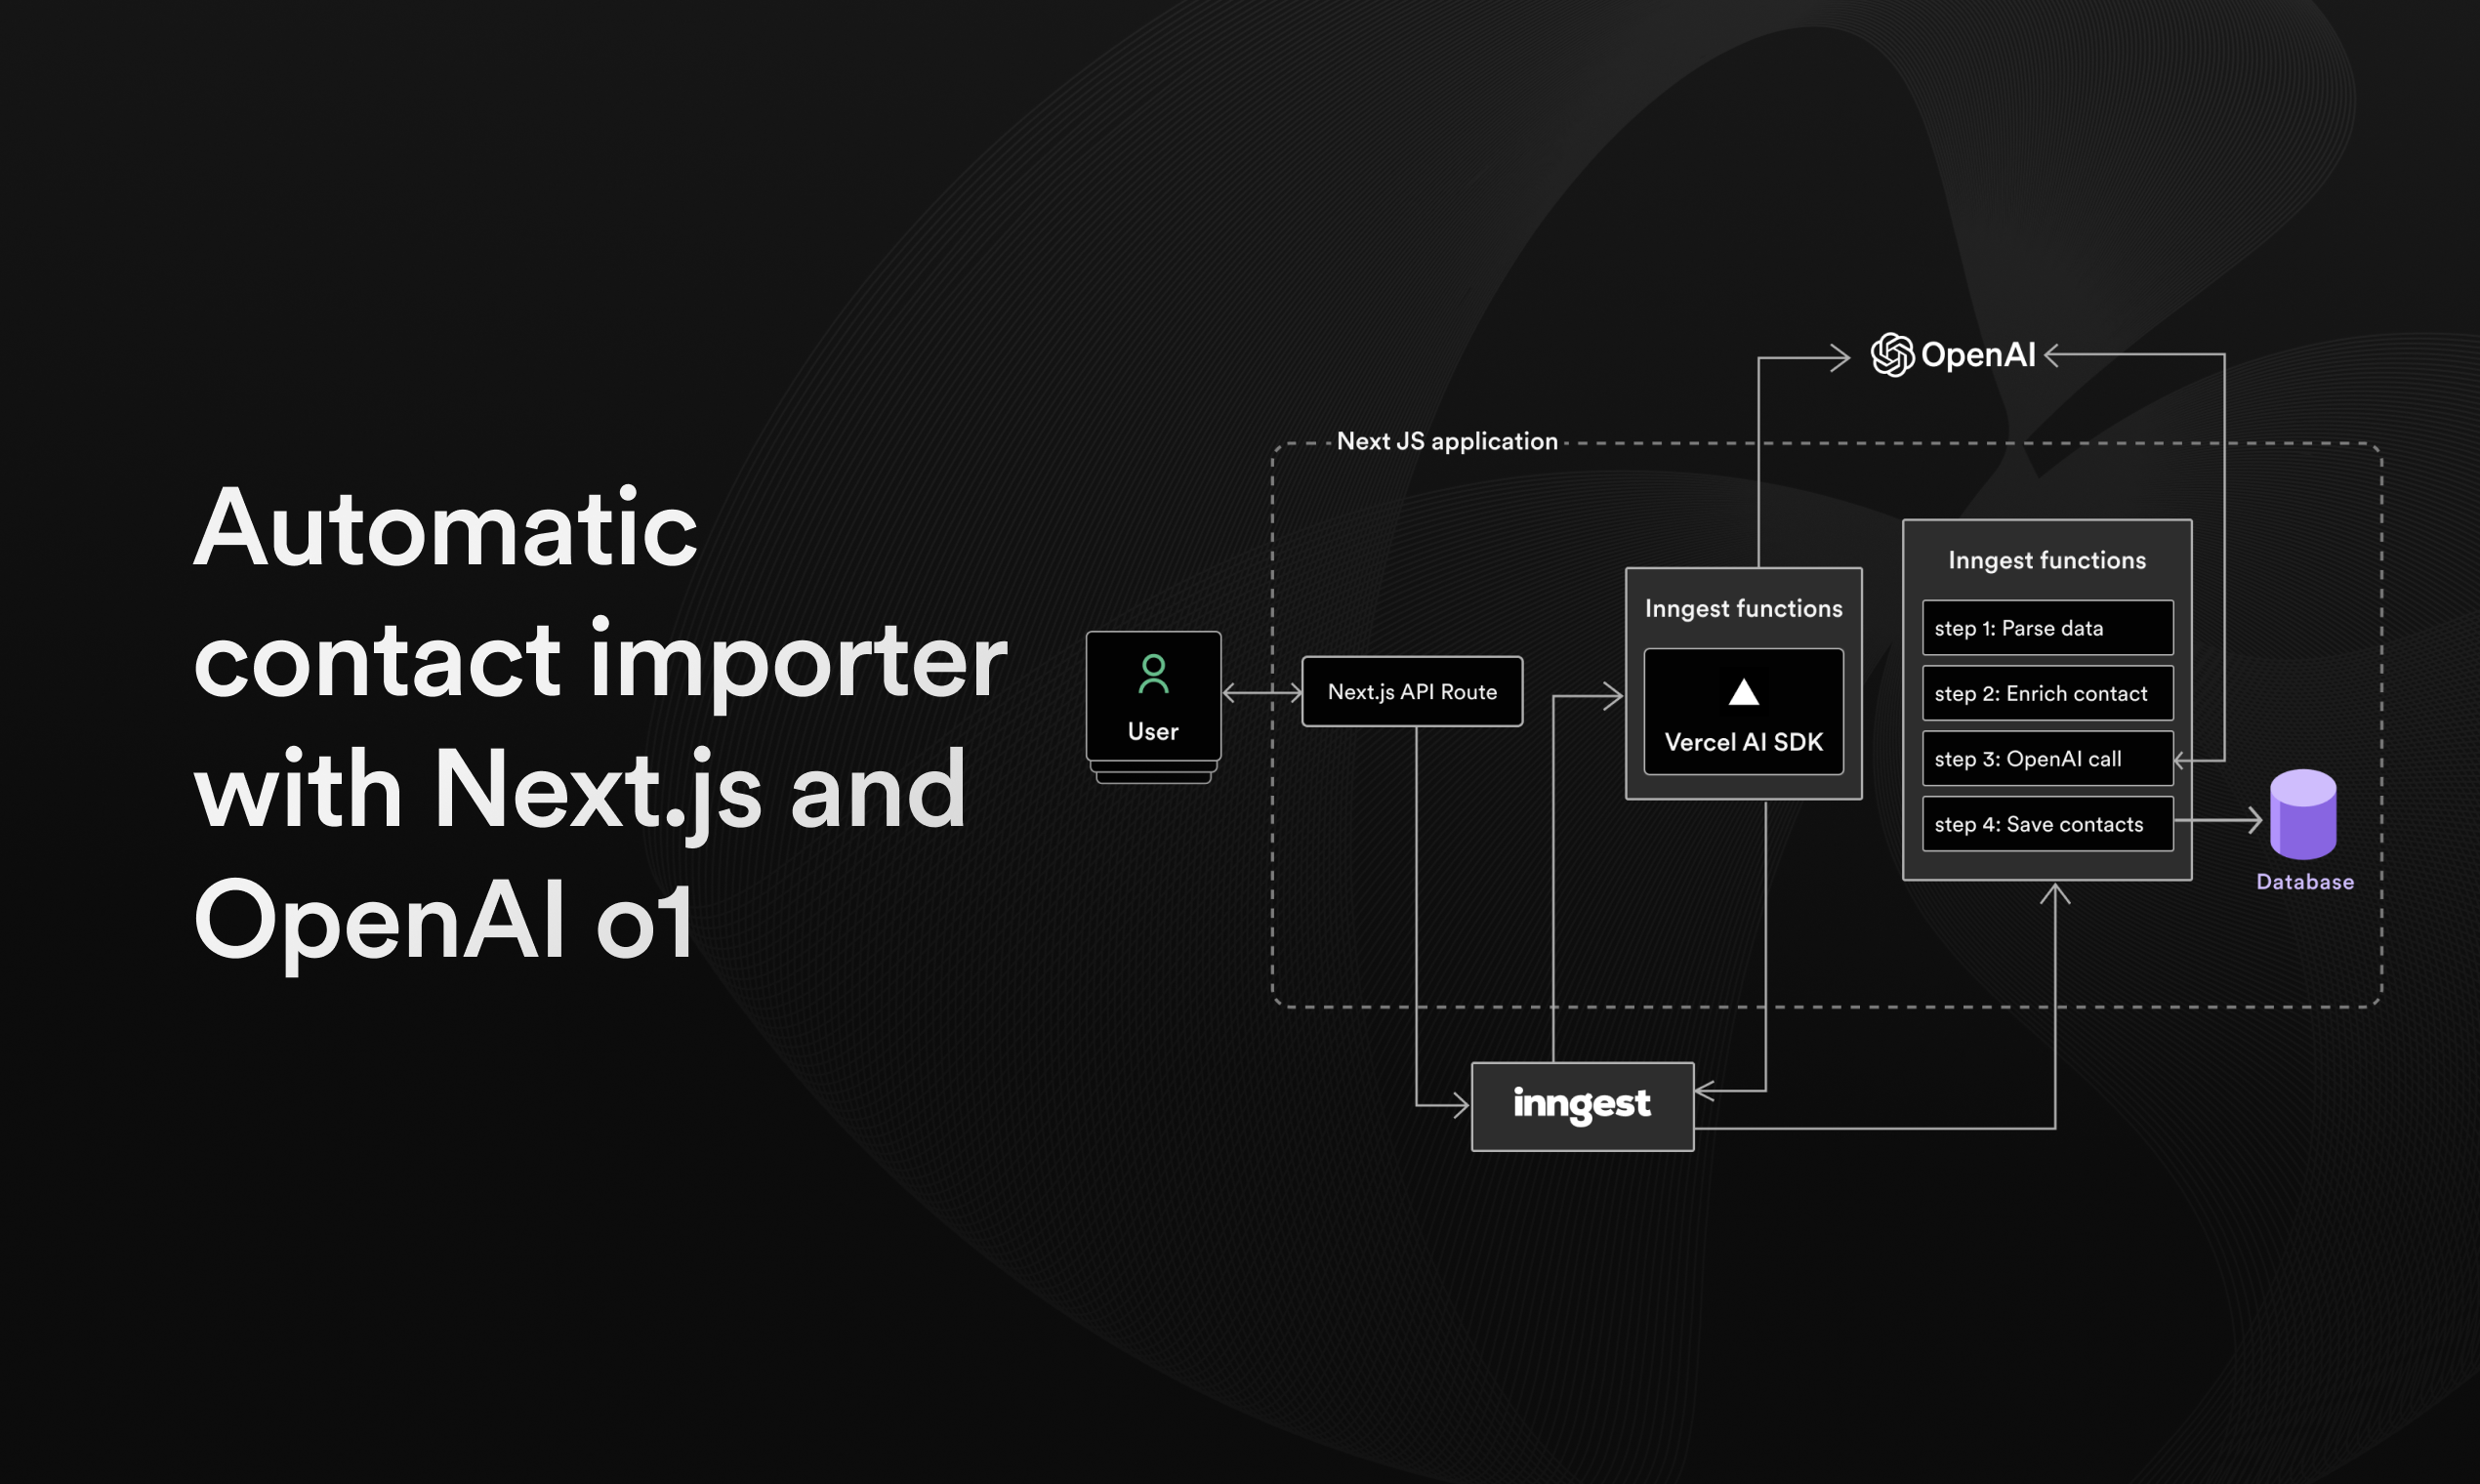 Automatic
contact importer
with Next.js and
OpenAI o1
OpenAI
Next JS application
User
Next.js API Route
Inngest functions
Vercel AI SDK
Inngest functions
step 1: Parse data
step 2: Enrich contact
step 3: OpenAI call
step 4: Save contacts
Database
inngest